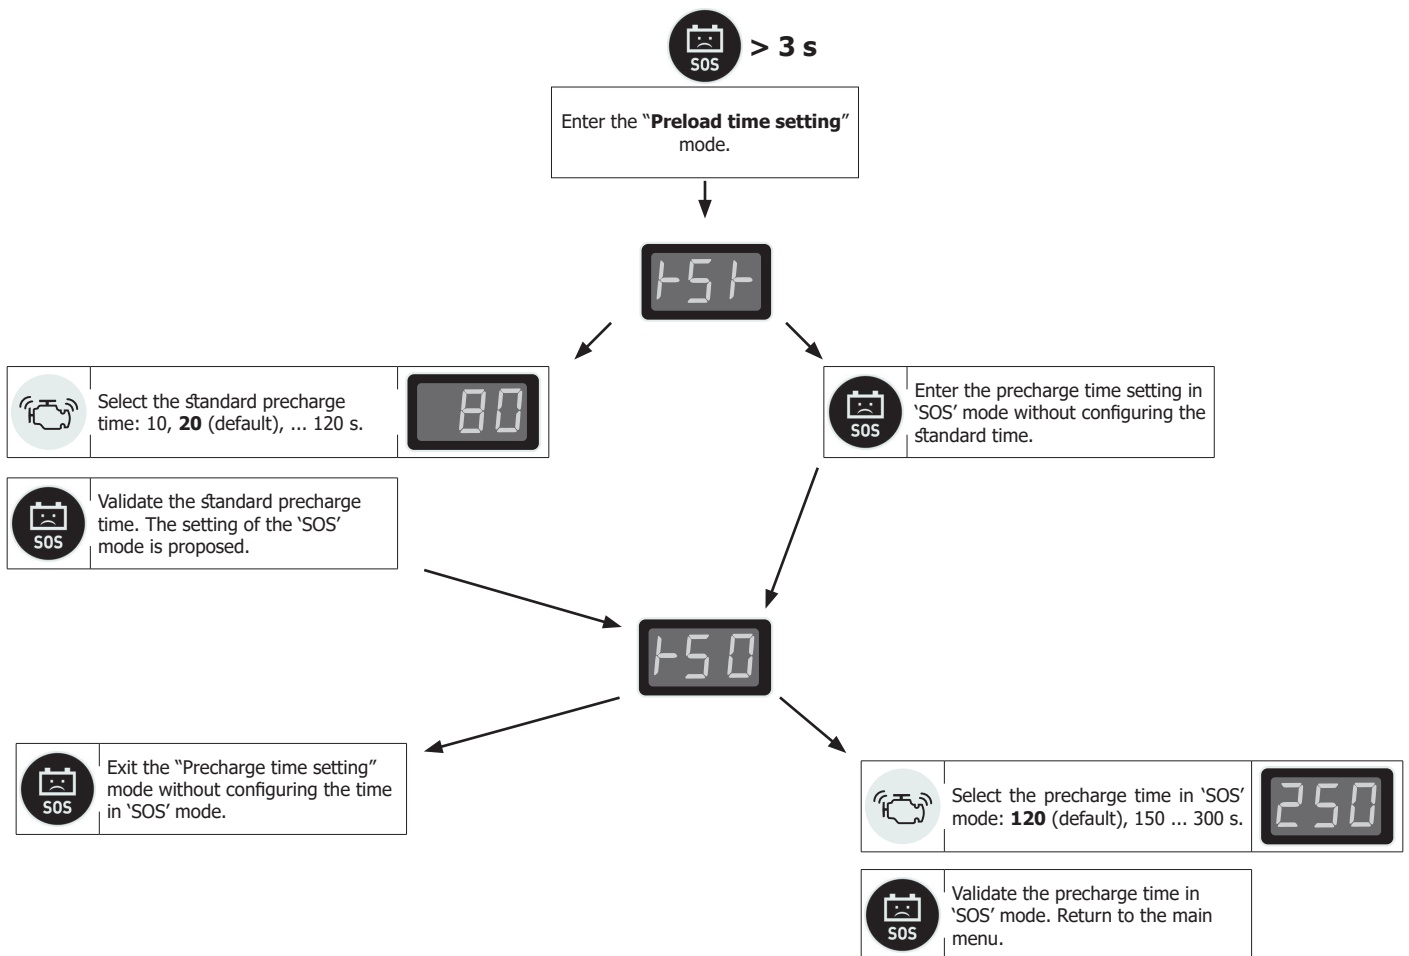 SOS
> 3 s
Enter the “Preload time setting”
mode.
tSt
Select the standard precharge
time: 10, 20 (default), ... 120 s.
80
SOS
Enter the precharge time setting in
‘SOS’ mode without configuring the
standard time.
SOS
Validate the standard precharge
time. The setting of the ‘SOS’
mode is proposed.
tS0
SOS
Exit the “Precharge time setting”
mode without configuring the time
in ‘SOS’ mode.
Select the precharge time in ‘SOS’
mode: 120 (default), 150 ... 300 s.
250
SOS
Validate the precharge time in
‘SOS’ mode. Return to the main
menu.